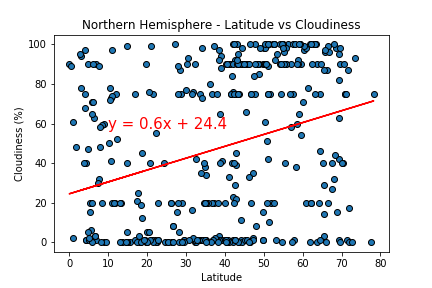 Northern Hemisphere - Latitude vs Cloudiness
100
80
60
40
20
0
Cloudiness (%)
y = 0.6x + 24.4
0 10 20 30 40 50 60 70 80
Latitude